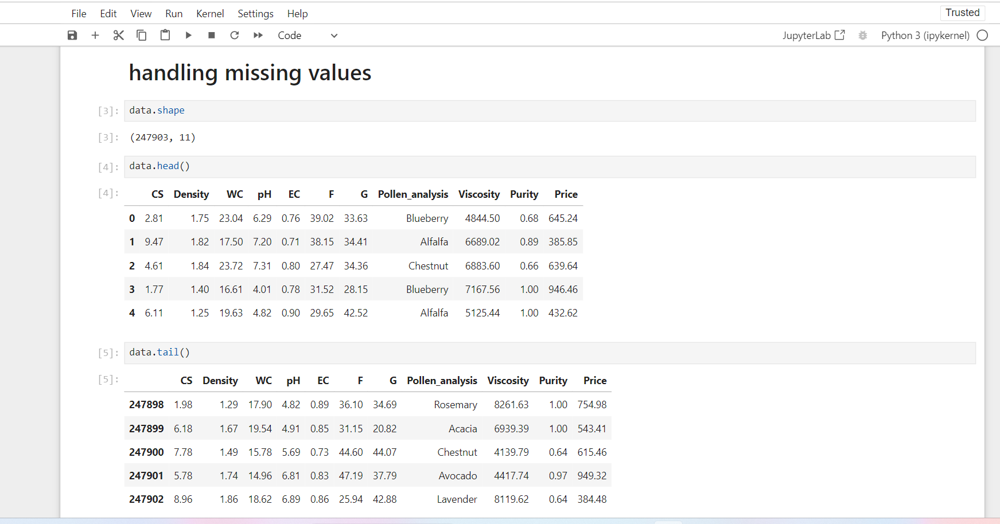 File Edit View Run Kernel Settings Help Trusted
Code JupyterLab Python 3 (ipykernel)
handling missing values
[3]: data.shape
[3]: (247903, 11)
[4]: data.head()
[4]: CS Density WC pH EC F G Pollen_analysis Viscosity Purity Price
0 2.81 1.75 23.04 6.29 0.76 39.02 33.63 Blueberry 4844.50 0.68 645.24
1 9.47 1.82 17.50 7.20 0.71 38.15 34.41 Alfalfa 6689.02 0.89 385.85
2 4.61 1.84 23.72 7.31 0.80 27.47 34.36 Chestnut 6883.60 0.66 639.64
3 1.77 1.40 16.61 4.01 0.78 31.52 28.15 Blueberry 7167.56 1.00 946.46
4 6.11 1.25 19.63 4.82 0.90 29.65 42.52 Alfalfa 5125.44 1.00 432.62
[5]: data.tail()
[5]: CS Density WC pH EC F G Pollen_analysis Viscosity Purity Price
247898 1.98 1.29 17.90 4.82 0.89 36.10 34.69 Rosemary 8261.63 1.00 754.98
247899 6.18 1.67 19.54 4.91 0.85 31.15 20.82 Acacia 6939.39 1.00 543.41
247900 7.78 1.49 15.78 5.69 0.73 44.60 44.07 Chestnut 4139.79 0.64 615.46
247901 5.78 1.74 14.96 6.81 0.83 47.19 37.79 Avocado 4417.74 0.97 949.32
247902 8.96 1.86 18.62 6.89 0.86 25.94 42.88 Lavender 8119.62 0.64 384.48